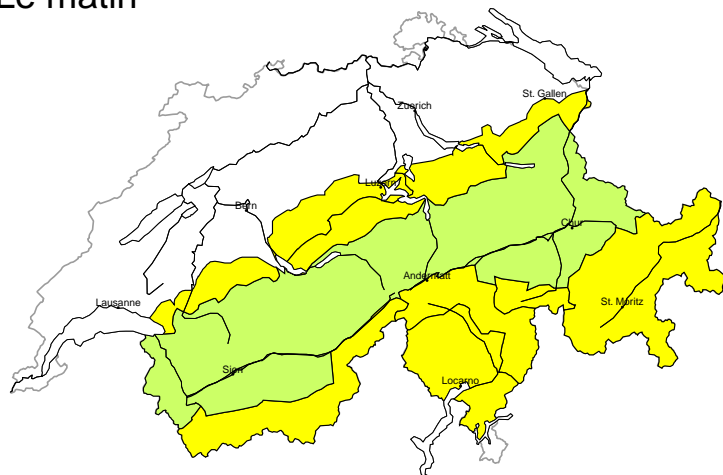 Le matin
St. Gallen
Zuerich
Luzern
Bern
Chur
Andermatt
Lausanne
St. Moritz
Sion
Locarno